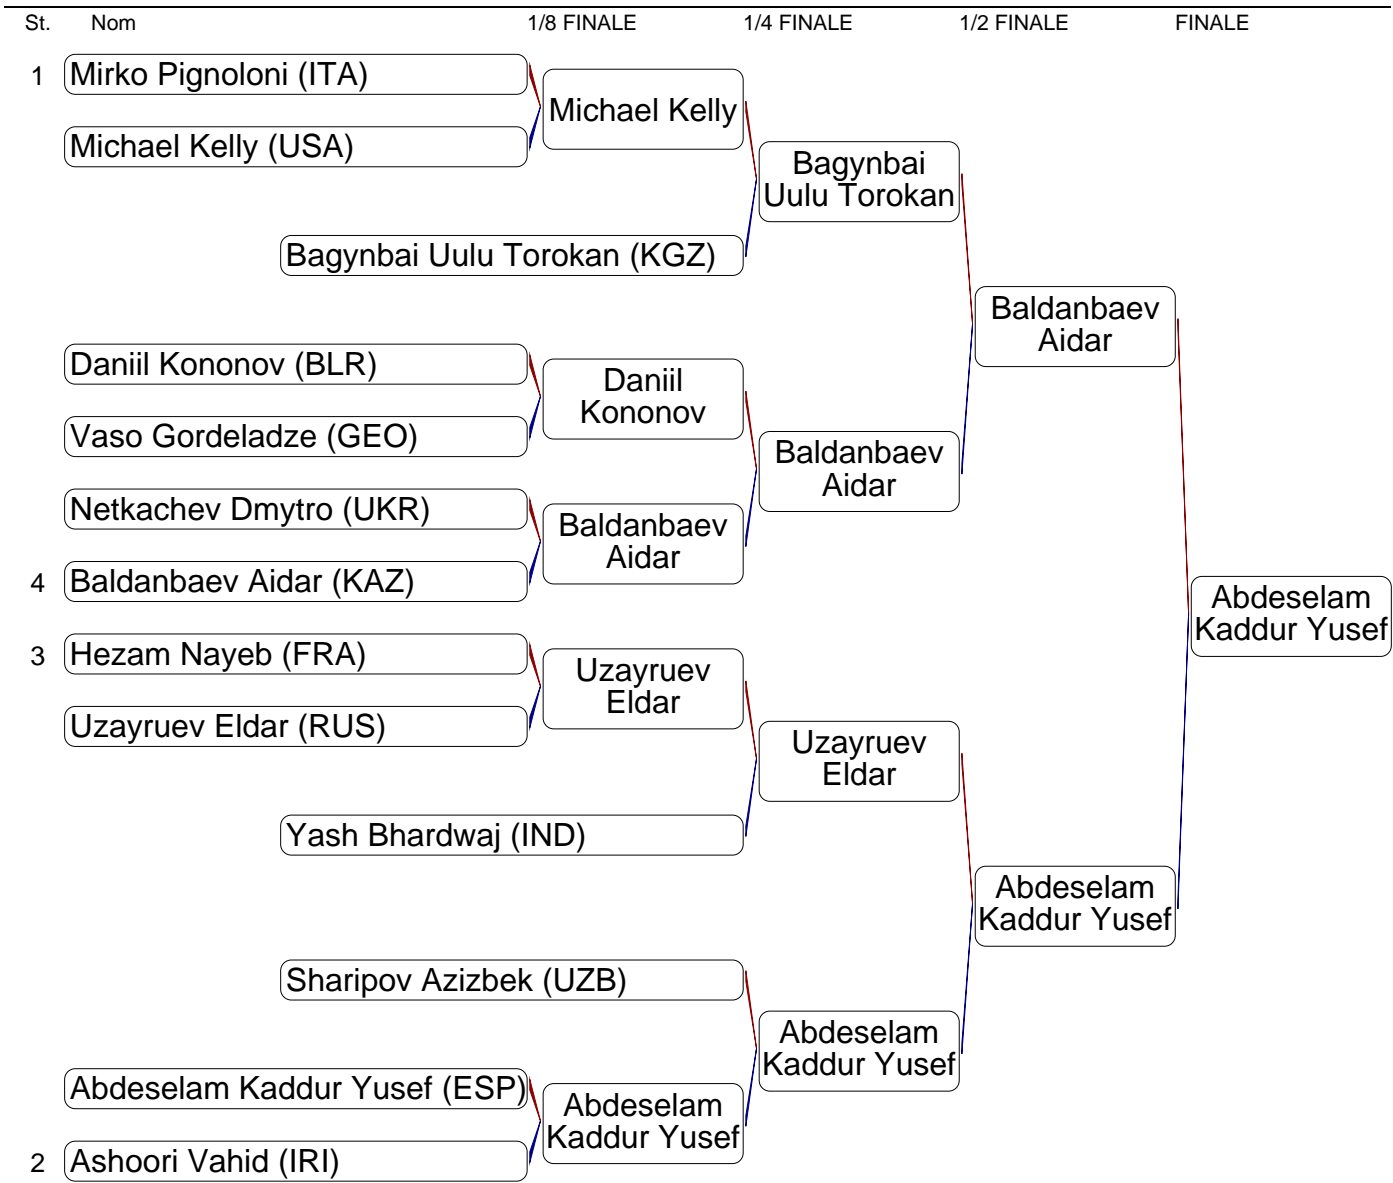 St. Nom 1/8 FINALE 1/4 FINALE 1/2 FINALE FINALE
1 Mirko Pignoloni (ITA)
Michael Kelly
Michael Kelly (USA)
Bagynbai
Uulu Torokan
Bagynbai Uulu Torokan (KGZ)
Baldanbaev
Aidar
Daniil Kononov (BLR)
Daniil
Kononov
Vaso Gordeladze (GEO)
Baldanbaev
Aidar
Netkachev Dmytro (UKR)
Baldanbaev
Aidar
4 Baldanbaev Aidar (KAZ)
Abdeselam
Kaddur Yusef
3 Hezam Nayeb (FRA)
Uzayruev
Eldar
Uzayruev Eldar (RUS)
Uzayruev
Eldar
Yash Bhardwaj (IND)
Abdeselam
Kaddur Yusef
Sharipov Azizbek (UZB)
Abdeselam
Kaddur Yusef
Abdeselam Kaddur Yusef (ESP)
Abdeselam
Kaddur Yusef
2 Ashoori Vahid (IRI)